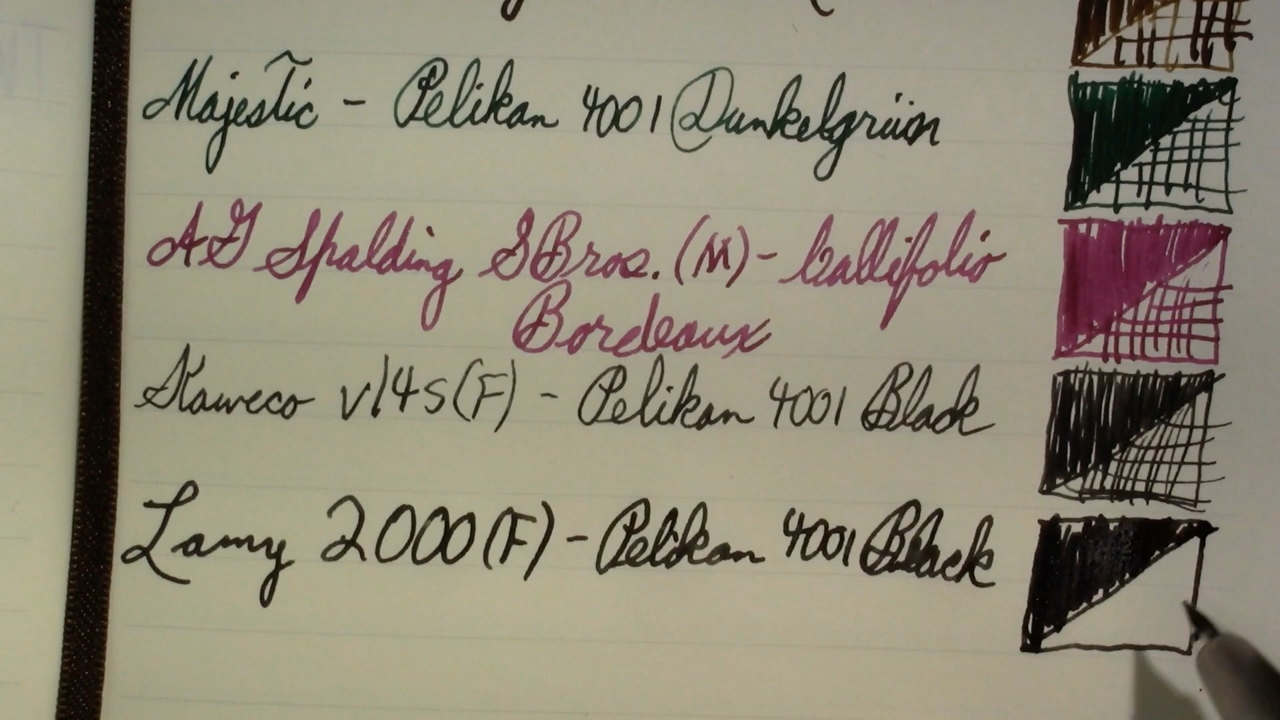 Majestic - Pelikan 4001 Dunkelgrün
AG Spalding & Bros. (M) - Callifolio
Bordeaux
Kaweco v14s (F) - Pelikan 4001 Black
Lamy 2000 (F) - Pelikan 4001 Black